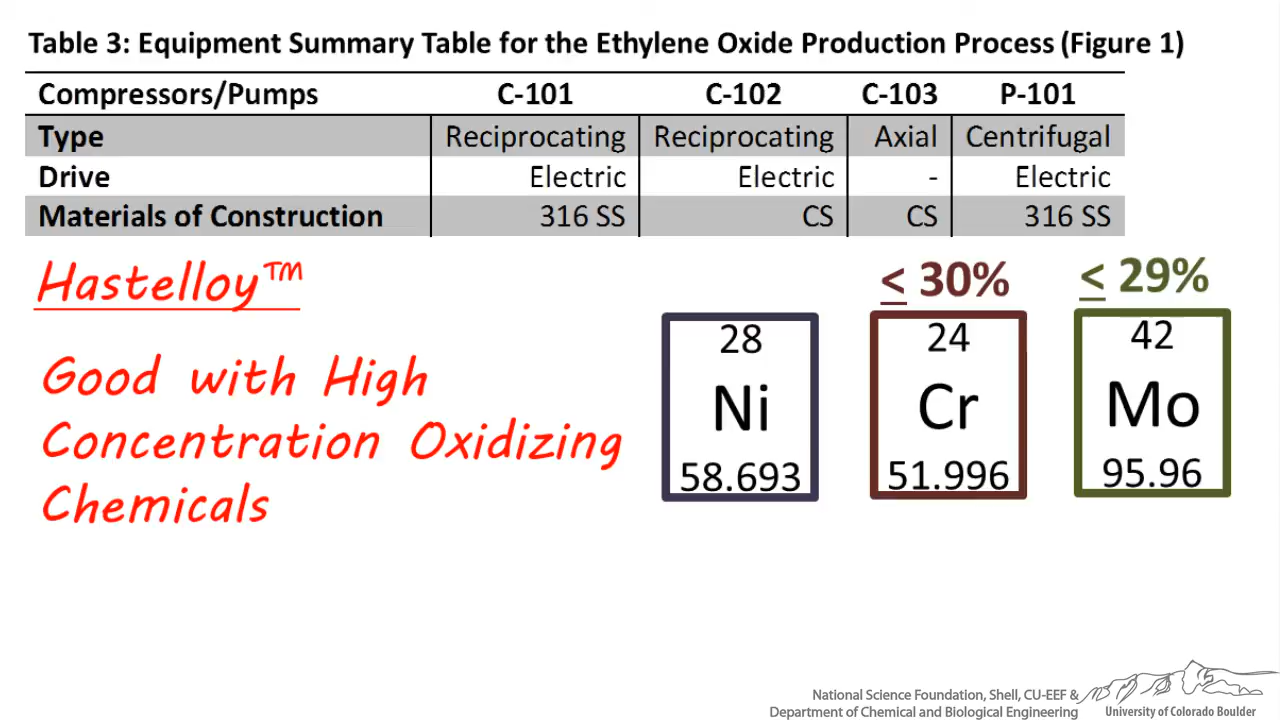 Table 3: Equipment Summary Table for the Ethylene Oxide Production Process (Figure 1)
Compressors/Pumps C-101 C-102 C-103 P-101
Type Reciprocating Reciprocating Axial Centrifugal
Drive Electric Electric - Electric
Materials of Construction 316 SS CS CS 316 SS
Hastelloy™
≤ 30% ≤ 29%
28 24 42
Ni Cr Mo
58.693 51.996 95.96
Good with High
Concentration Oxidizing
Chemicals
National Science Foundation, Shell, CU-EEF &
Department of Chemical and Biological Engineering
University of Colorado Boulder